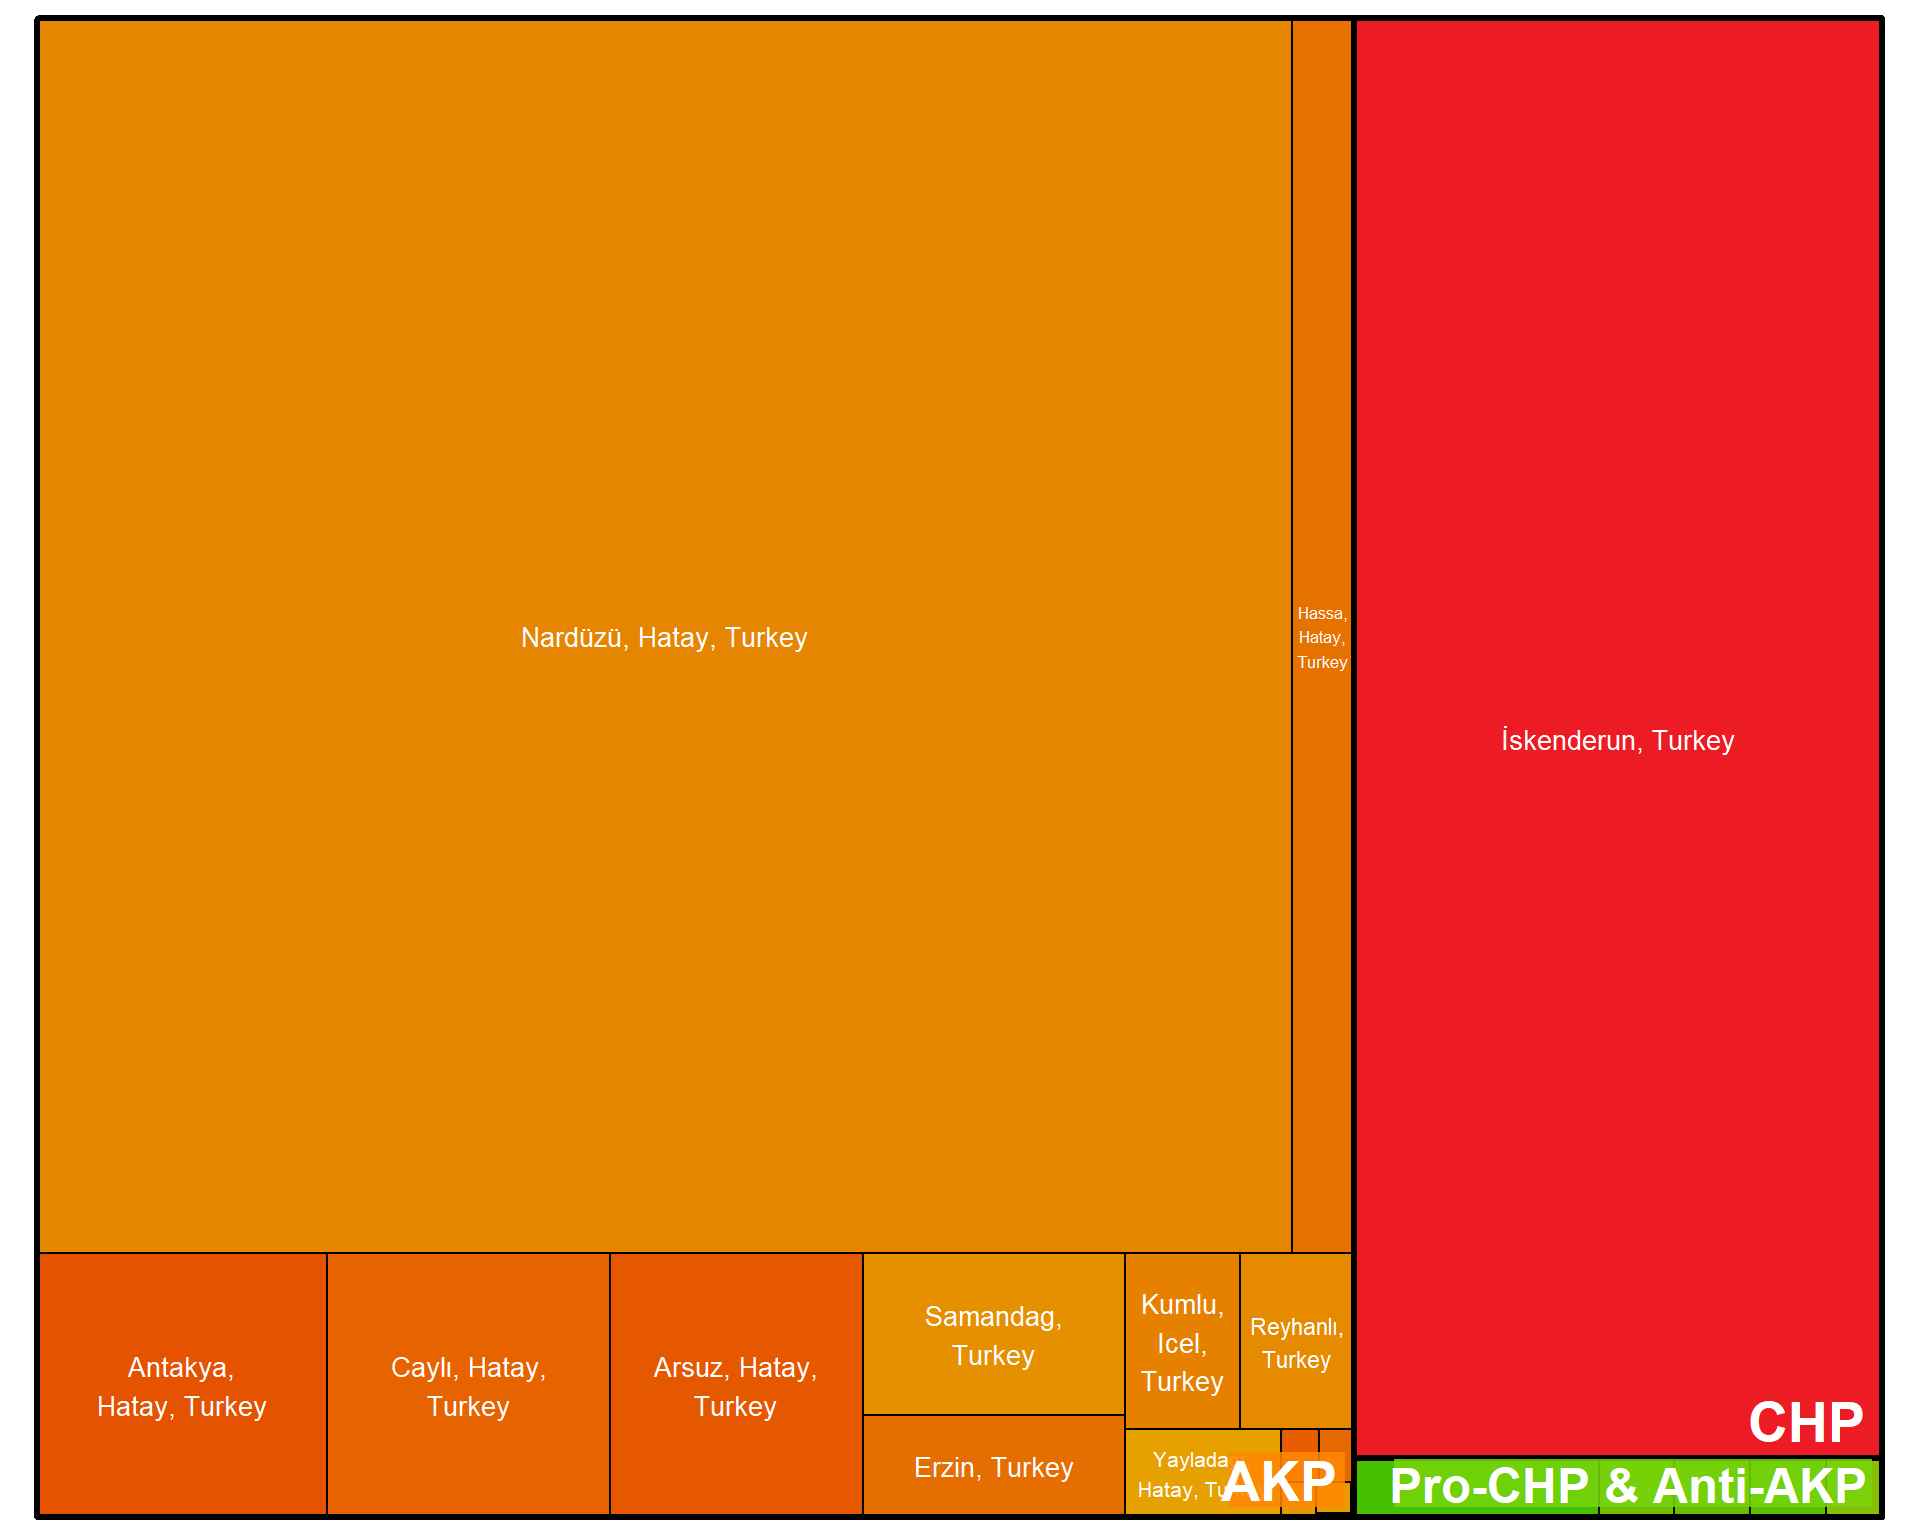 Nardüzü, Hatay, Turkey
Hassa,
Hatay,
Turkey
İskenderun, Turkey
Antakya,
Hatay, Turkey
Caylı, Hatay,
Turkey
Arsuz, Hatay,
Turkey
Samandag,
Turkey
Erzin, Turkey
Kumlu,
Icel,
Turkey
Reyhanlı,
Turkey
Yaylada
Hatay,
AKP
CHP
Pro-CHP & Anti-AKP